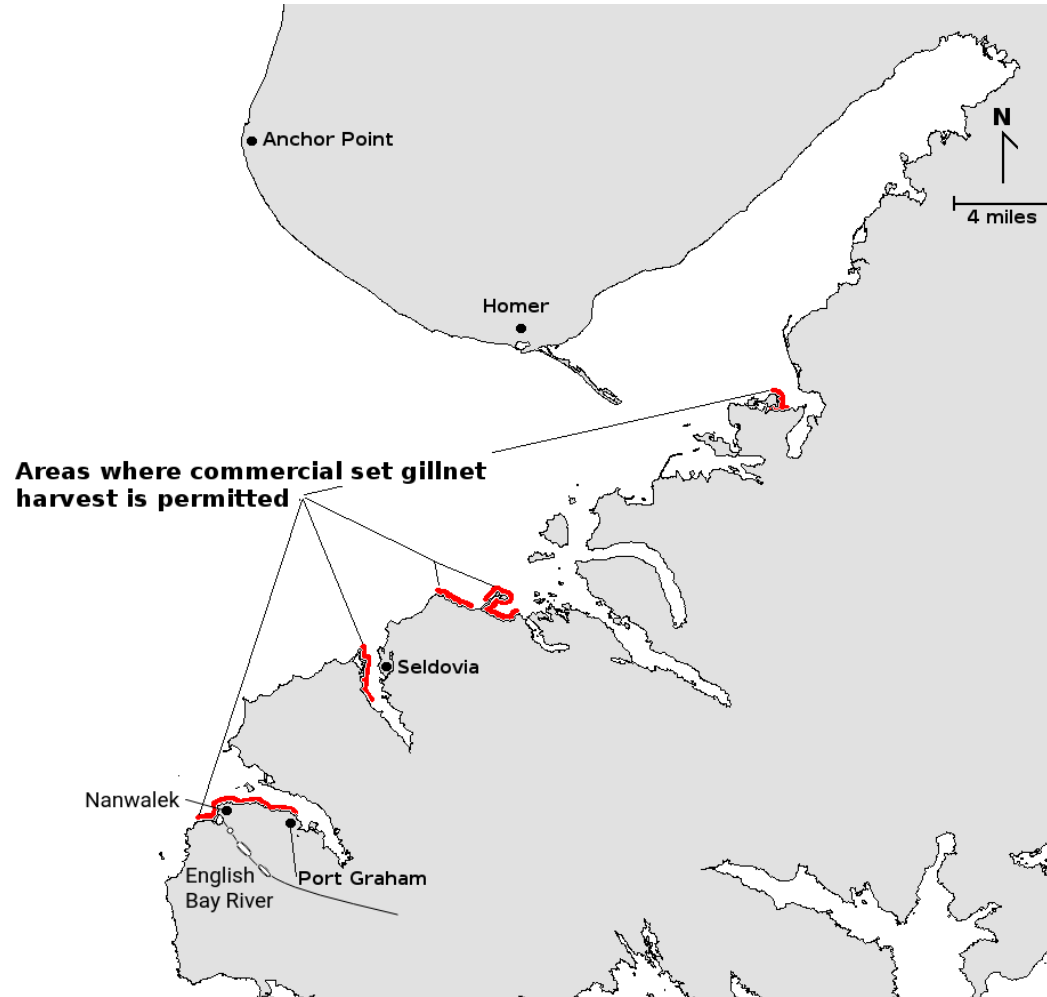 Anchor Point
N
4 miles
Homer
Areas where commercial set gillnet
harvest is permitted
Seldovia
Nanwalek
English
Bay River
Port Graham